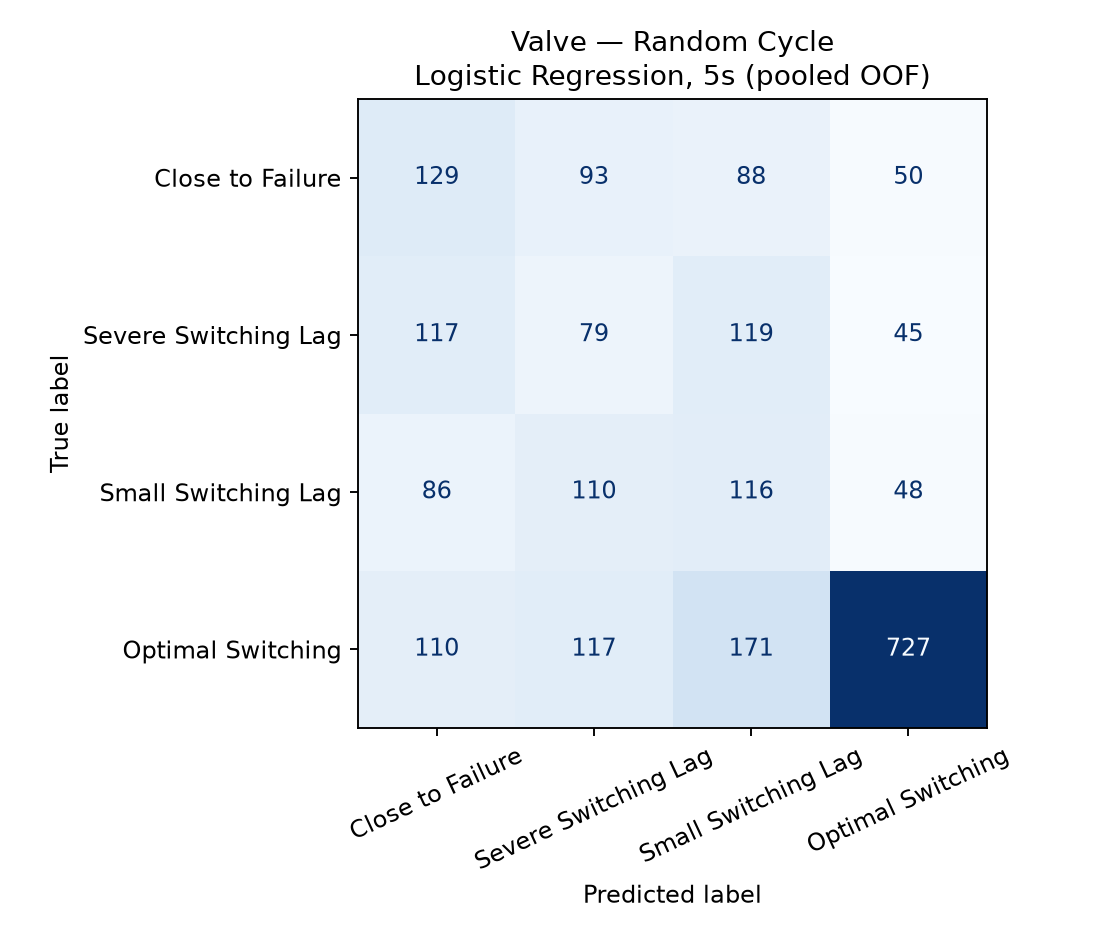 Valve — Random Cycle
Logistic Regression, 5s (pooled OOF)
True label
Close to Failure 129 93 88 50
Severe Switching Lag 117 79 119 45
Small Switching Lag 86 110 116 48
Optimal Switching 110 117 171 727
Close to Failure Severe Switching Lag Small Switching Lag Optimal Switching
Predicted label